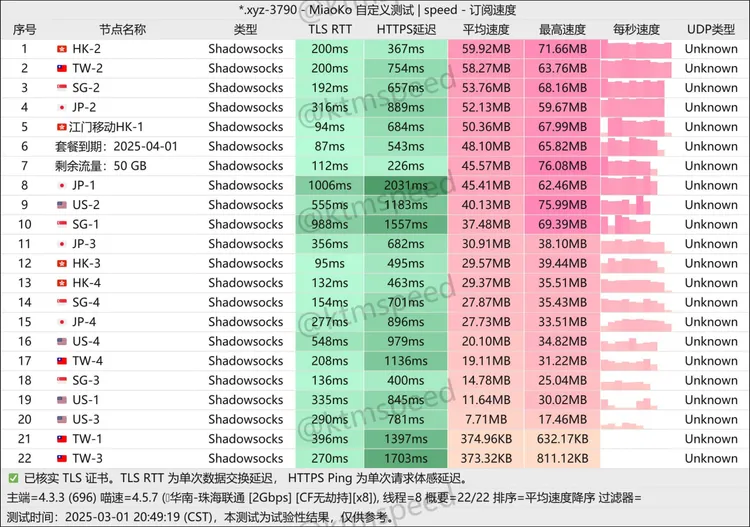 *.xyz-3790 - MiaoKo 自定义测试 | speed - 订阅速度
序号 节点名称 类型 TLS RTT HTTPS延迟 平均速度 最高速度 每秒速度 UDP类型
1 HK-2 Shadowsocks 200ms 367ms 59.92MB 71.66MB Unknown
2 TW-2 Shadowsocks 200ms 754ms 58.27MB 63.76MB Unknown
3 SG-2 Shadowsocks 192ms 657ms 53.76MB 68.16MB Unknown
4 JP-2 Shadowsocks 316ms 889ms 52.13MB 59.67MB Unknown
5 江门移动HK-1 Shadowsocks 94ms 684ms 50.36MB 67.99MB Unknown
6 套餐到期：2025-04-01 Shadowsocks 87ms 543ms 48.10MB 65.82MB Unknown
7 剩余流量：50 GB Shadowsocks 112ms 226ms 45.57MB 76.08MB Unknown
8 JP-1 Shadowsocks 1006ms 2031ms 45.41MB 62.46MB Unknown
9 US-2 Shadowsocks 555ms 1183ms 40.13MB 75.99MB Unknown
10 SG-1 Shadowsocks 988ms 1557ms 37.48MB 69.39MB Unknown
11 JP-3 Shadowsocks 356ms 682ms 30.91MB 38.10MB Unknown
12 HK-3 Shadowsocks 95ms 495ms 29.57MB 39.44MB Unknown
13 HK-4 Shadowsocks 132ms 463ms 29.37MB 35.51MB Unknown
14 SG-4 Shadowsocks 154ms 701ms 27.87MB 35.43MB Unknown
15 JP-4 Shadowsocks 277ms 896ms 27.73MB 33.51MB Unknown
16 US-4 Shadowsocks 548ms 979ms 20.10MB 34.82MB Unknown
17 TW-4 Shadowsocks 208ms 1136ms 19.11MB 31.22MB Unknown
18 SG-3 Shadowsocks 136ms 400ms 14.78MB 25.04MB Unknown
19 US-1 Shadowsocks 335ms 845ms 11.64MB 30.02MB Unknown
20 US-3 Shadowsocks 290ms 781ms 7.71MB 17.46MB Unknown
21 TW-1 Shadowsocks 396ms 1397ms 374.96KB 632.17KB Unknown
22 TW-3 Shadowsocks 270ms 1703ms 373.32KB 811.12KB Unknown
✅ 已核实 TLS 证书。TLS RTT 为单次数据交换延迟， HTTPS Ping 为单次请求体感延迟。
主端=4.3.3 (696) 喵速=4.5.7 (华南-珠海联通 [2Gbps] [CF无劫持][x8]), 线程=8 概要=22/22 排序=平均速度降序 过滤器=
测试时间：2025-03-01 20:49:19 (CST)，本测试为试验性结果，仅供参考。
@ktmspeed
@ktmspeed
@ktmspeed
@ktmspeed